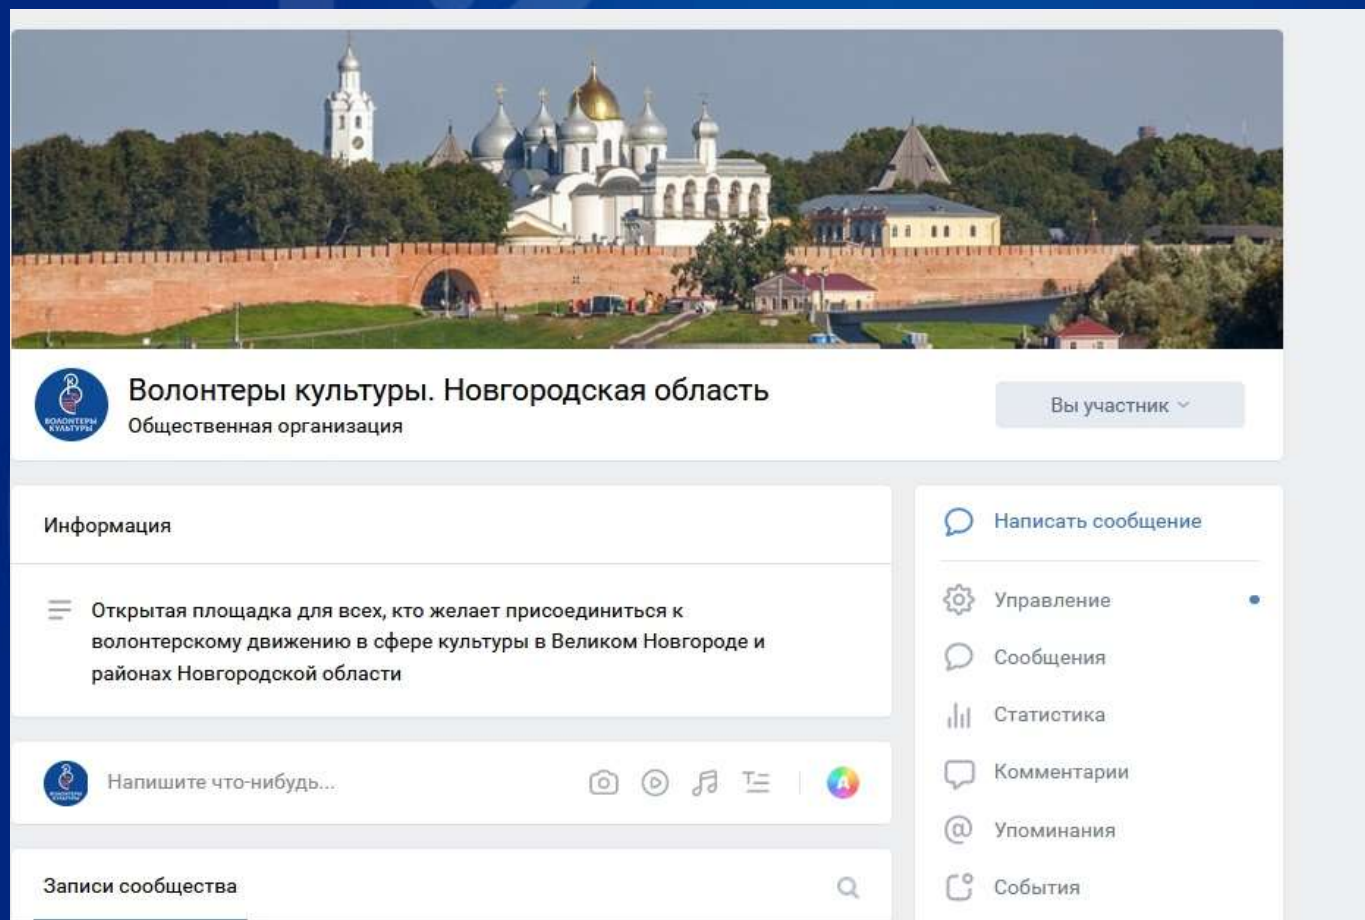 Волонтеры культуры. Новгородская область
Общественная организация
Вы участник
ВОЛОНТЕРЫ
КУЛЬТУРЫ
Информация
Открытая площадка для всех, кто желает присоединиться к
волонтерскому движению в сфере культуры в Великом Новгороде и
районах Новгородской области
Напишите что-нибудь...
Записи сообщества
Написать сообщение
Управление
Сообщения
Статистика
Комментарии
Упоминания
События